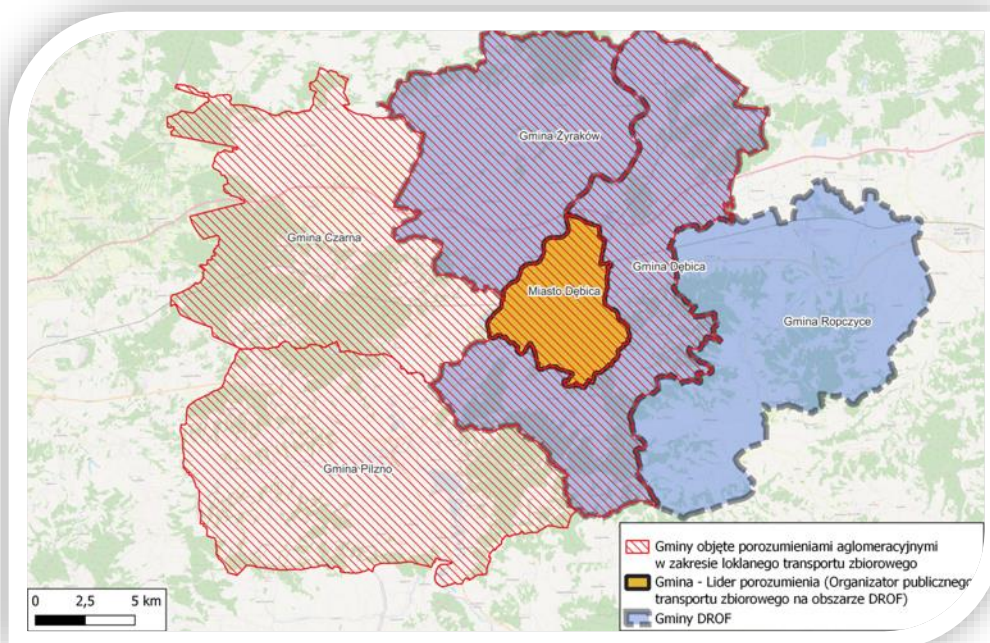 Gmina Żyraków
Gmina Czarna
Gmina Dębica
Miasto Dębica
Gmina Ropczyce
Gmina Pilzno
Gminy objęte porozumieniami aglomeracyjnymi
w zakresie loklanego transportu zbiorowego
Gmina - Lider porozumienia (Organizator publicznego
transportu zbiorowego na obszarze DROF)
Gminy DROF
0 2,5 5 km